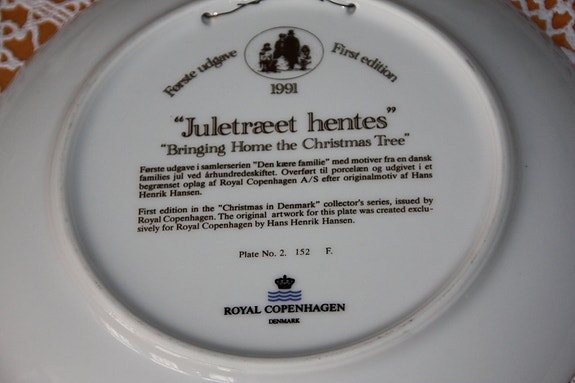 Første udgave First edition
1991
"Juletræet hentes"
"Bringing Home the Christmas Tree"
Første udgave i samlerserien "Den kære familie" med motiver fra en dansk
families jul ved århundredeskiftet. Overført til porcelæn og udgivet i et
begrænset oplag af Royal Copenhagen A/S efter originalmotiv af Hans
Henrik Hansen.
First edition in the "Christmas in Denmark" collector's series, issued by
Royal Copenhagen. The original artwork for this plate was created exclu-
sively for Royal Copenhagen by Hans Henrik Hansen.
Plate No. 2. 152 F.
ROYAL COPENHAGEN
DENMARK